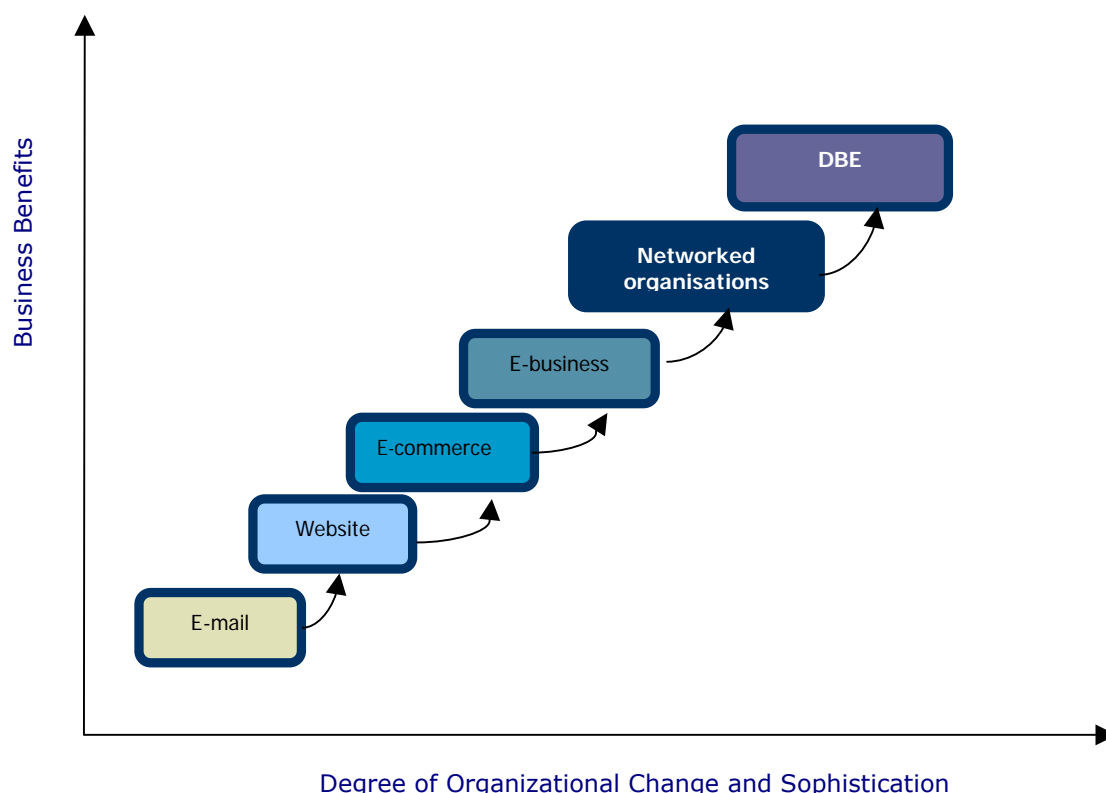 Business Benefits
DBE
Networked
organisations
E-business
E-commerce
Website
E-mail
Degree of Organizational Change and Sophistication